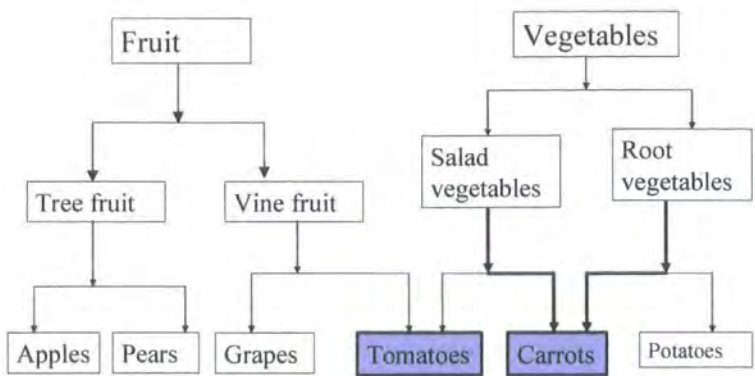 Fruit
Vegetables
Tree fruit
Vine fruit
Salad
vegetables
Root
vegetables
Apples
Pears
Grapes
Tomatoes
Carrots
Potatoes